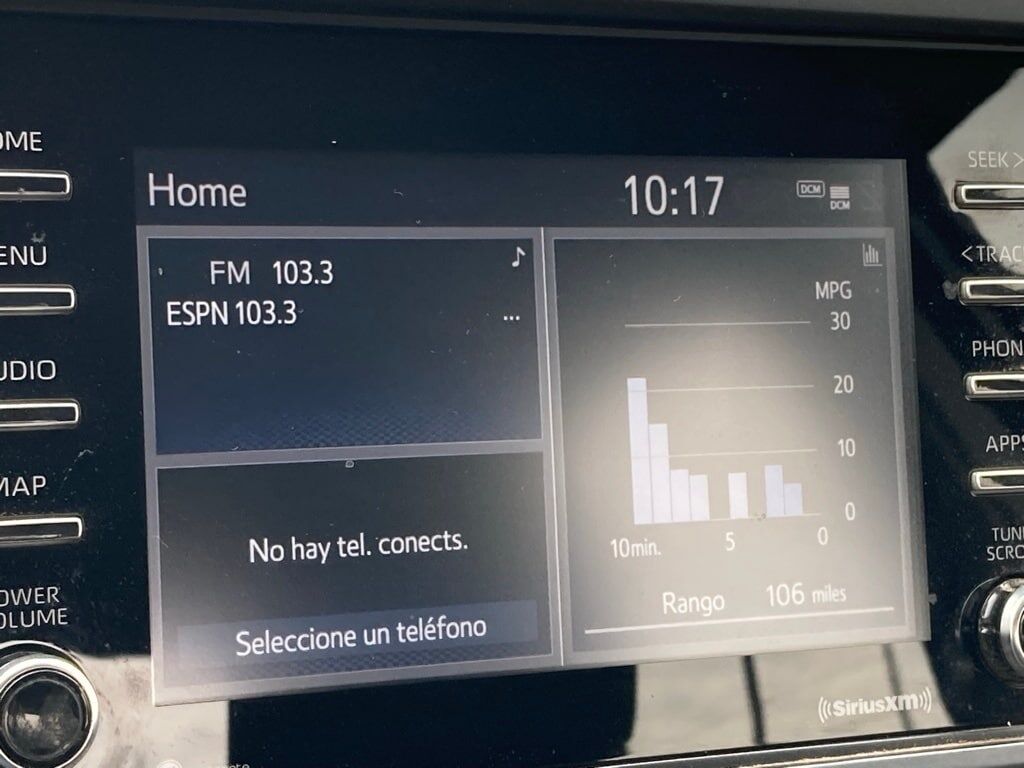 OME
ENU
UDIO
MAP
OWER
OLUME
Home
10:17
DCM
DCM
FM 103.3
ESPN 103.3
...
No hay tel. conects.
Seleccione un teléfono
MPG
30
20
10
0
10min.
5
0
Rango 106 miles
SEEK >
< TRAC
PHON
APPS
TUN
SCRO
SiriusXM